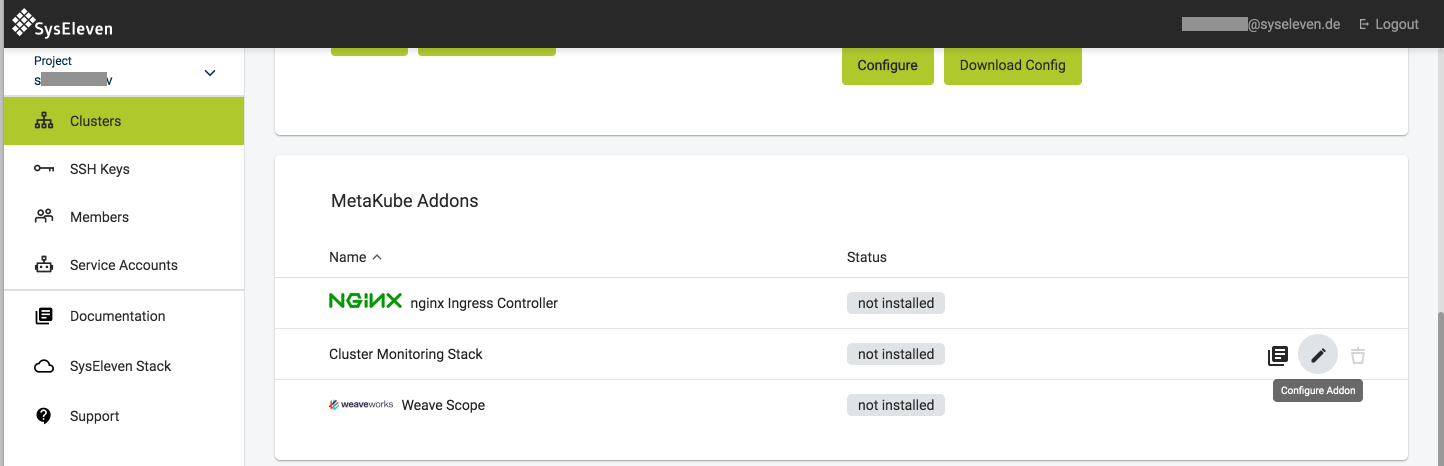 SysEleven
@syseleven.de
Logout
Project
s v
Configure
Download Config
Clusters
SSH Keys
Members
Service Accounts
Documentation
SysEleven Stack
Support
MetaKube Addons
Name
Status
NGINX nginx Ingress Controller
not installed
Cluster Monitoring Stack
not installed
Configure Addon
weaveworks Weave Scope
not installed